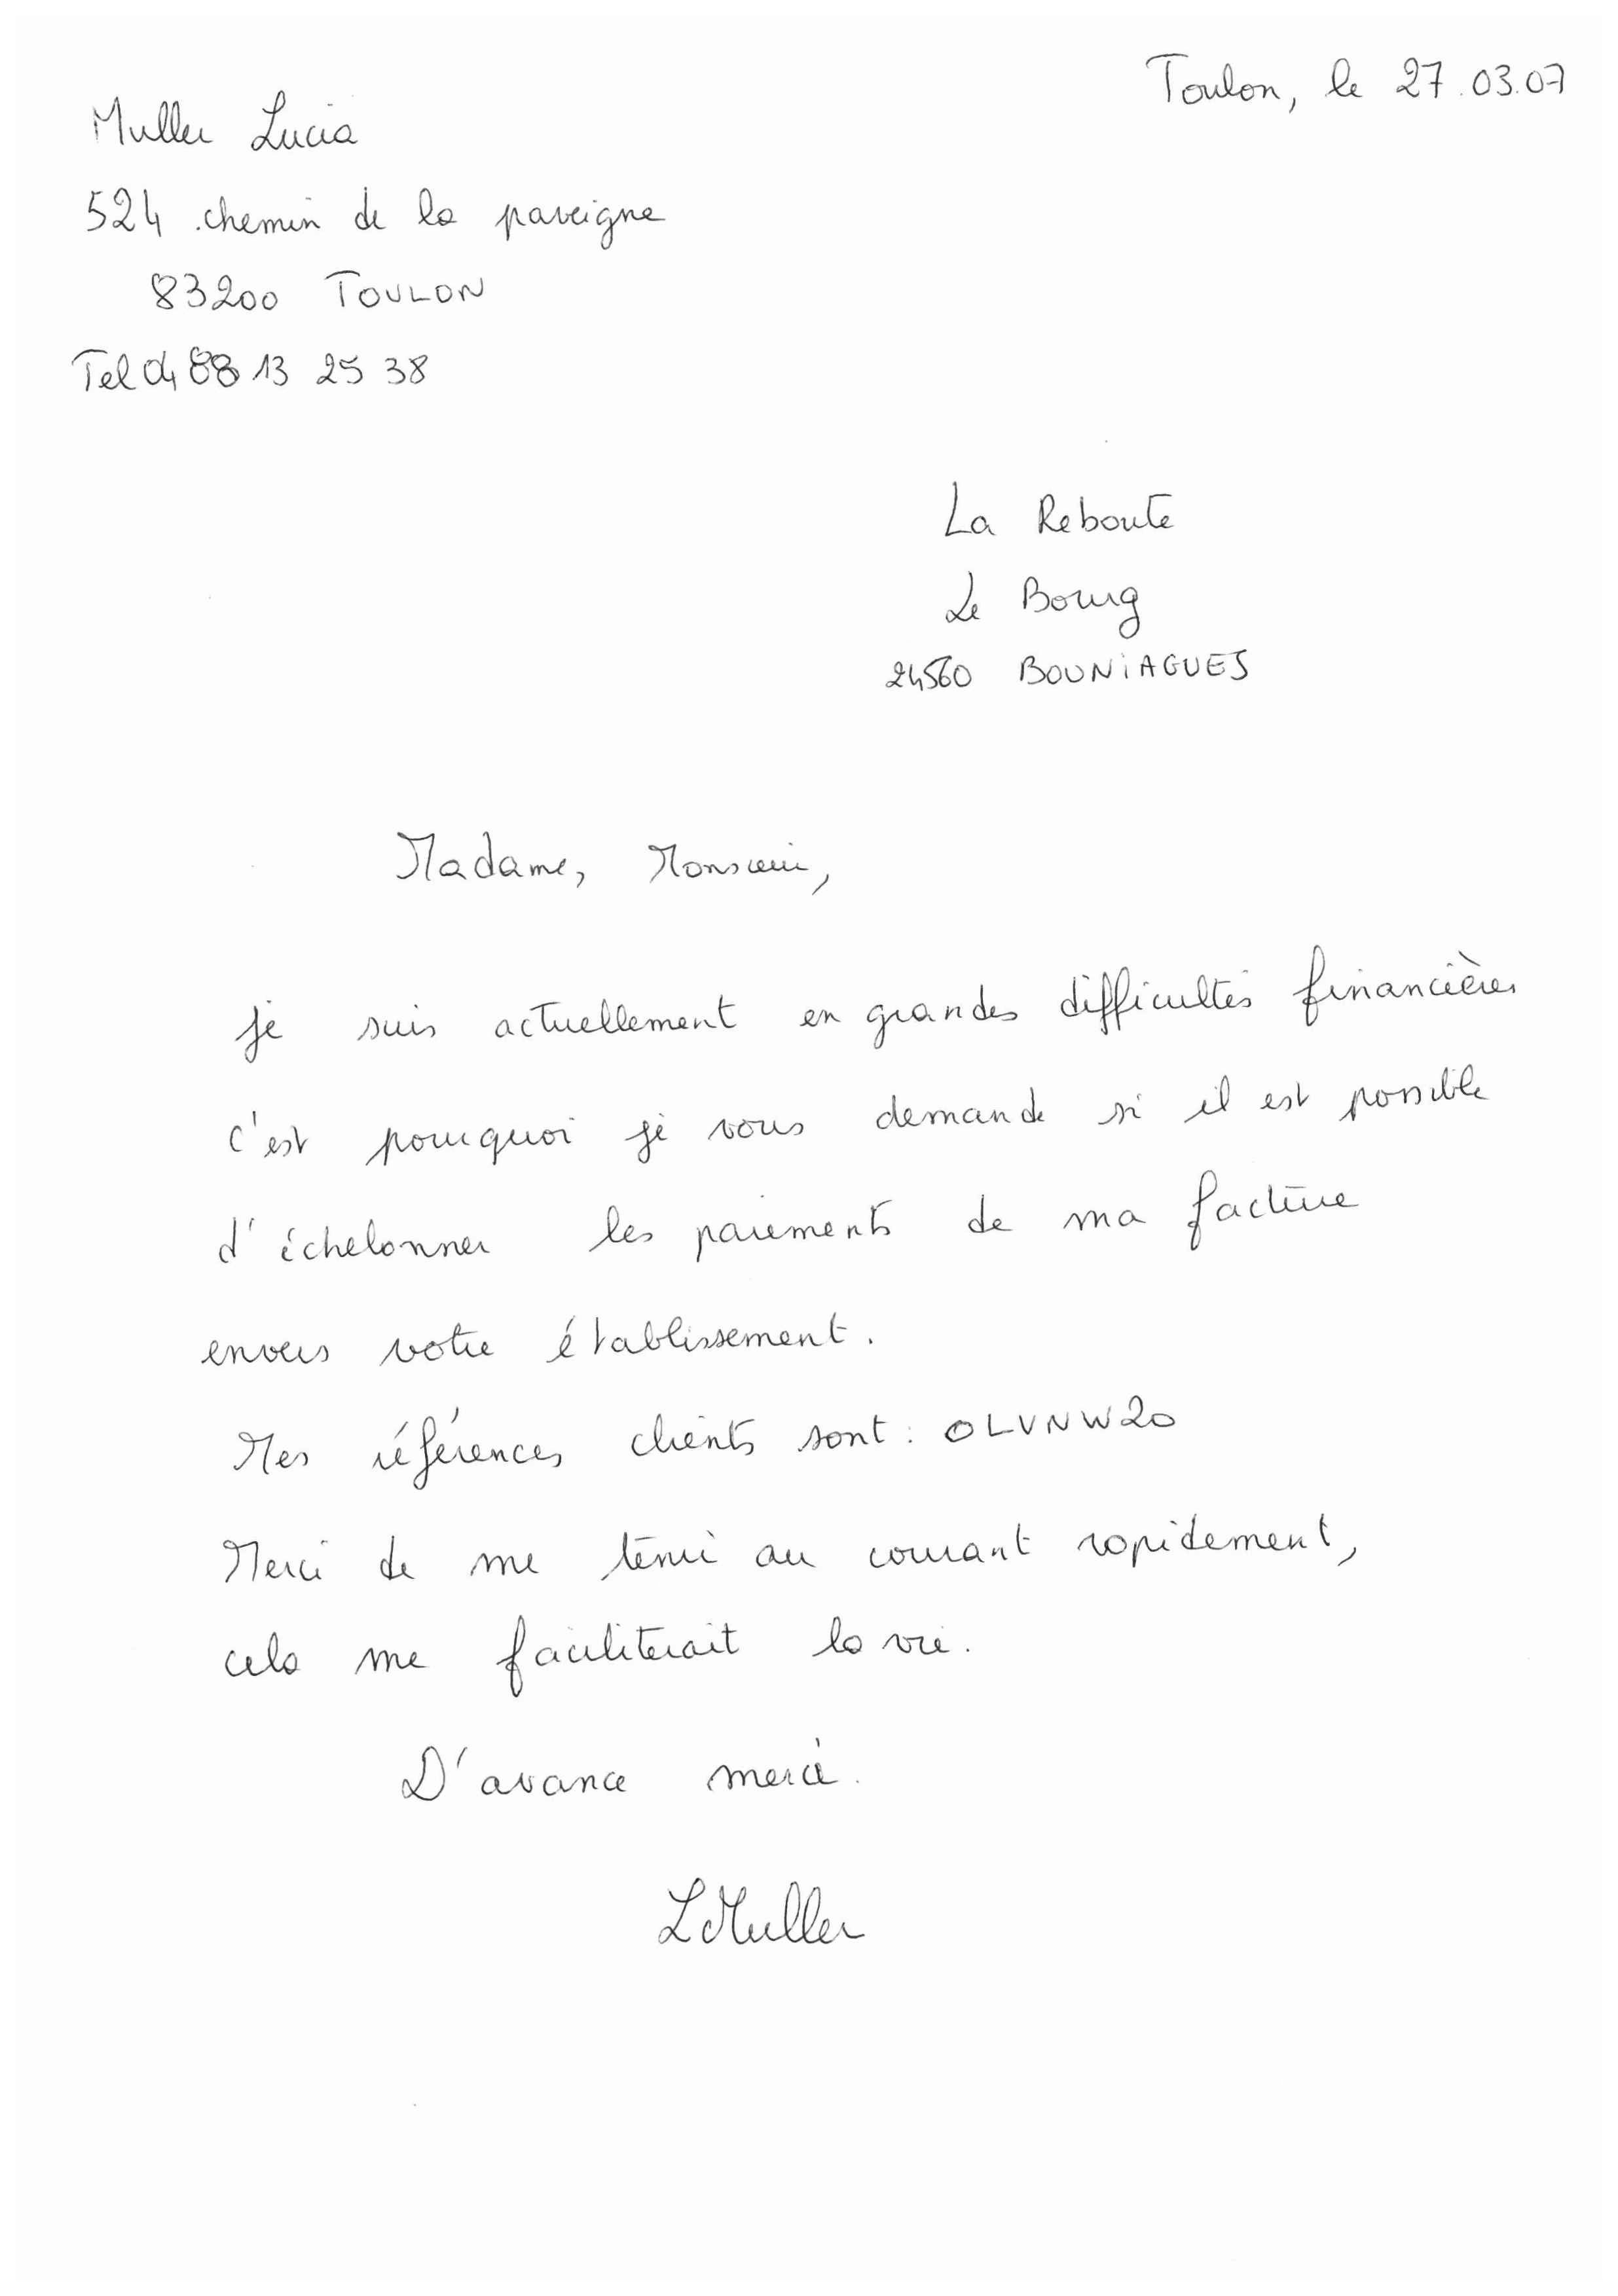 Toulon, le 27.03.07
Muller Lucia
524 chemin de la paveigne
83200 TOULON
Tel 04 88 13 25 38
La Reboute
Le Bourg
24560 BOUNIAGUES
Madame, Monsieur,
je suis actuellement en grandes difficultés financières
c'est pourquoi je vous demande si il est possible
d'échelonner les paiements de ma facture
envers votre établissement.
Mes références clients sont : OLVNW20
Merci de me tenir au courant rapidement,
cela me faciliterait la vie.
D'avance merci.
LMuller